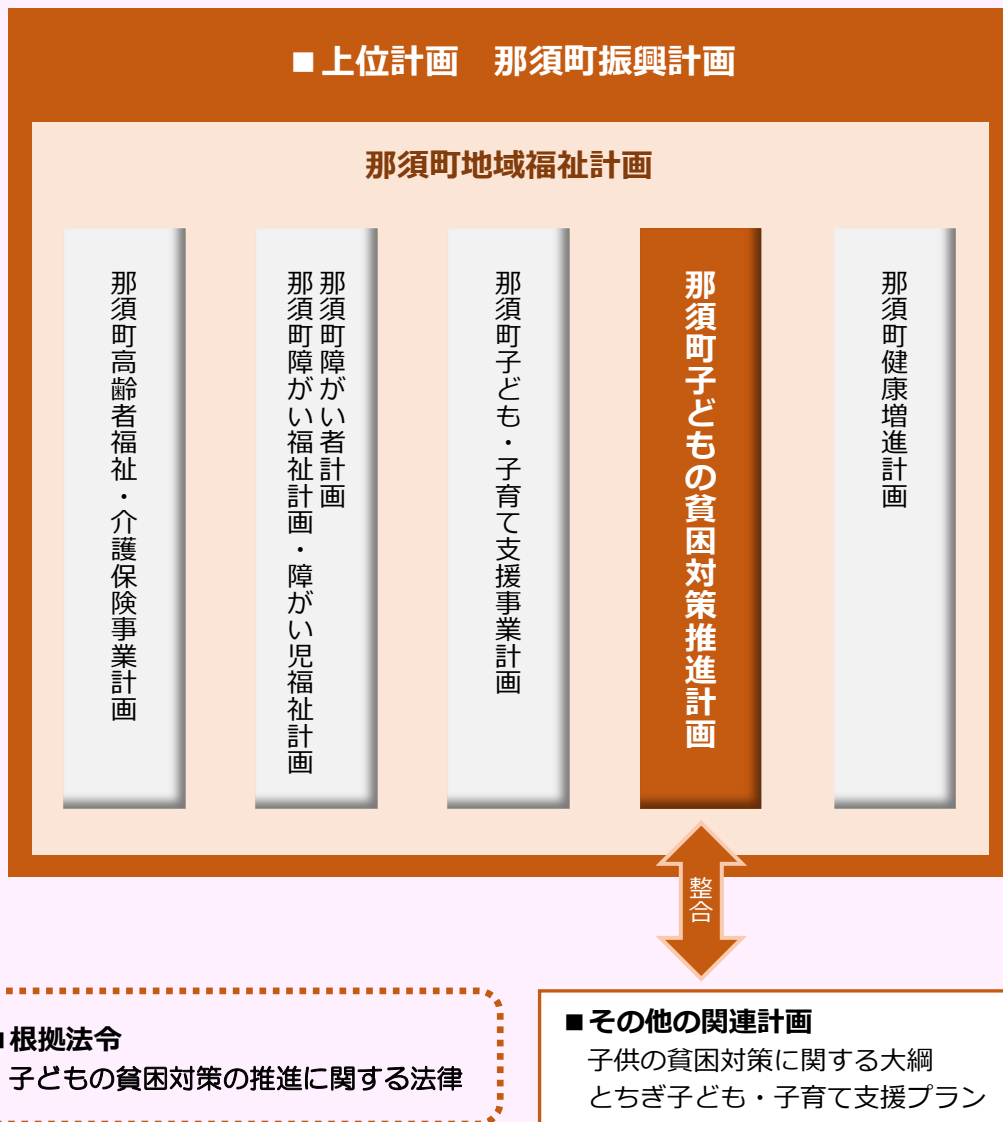 ■上位計画　那須町振興計画
那須町地域福祉計画
那須町高齢者福祉・介護保険事業計画
那須町障がい者計画
那須町障がい福祉計画・障がい児福祉計画
那須町子ども・子育て支援事業計画
那須町子どもの貧困対策推進計画
那須町健康増進計画
整合
■根拠法令
子どもの貧困対策の推進に関する法律
■その他の関連計画
子供の貧困対策に関する大綱
とちぎ子ども・子育て支援プラン